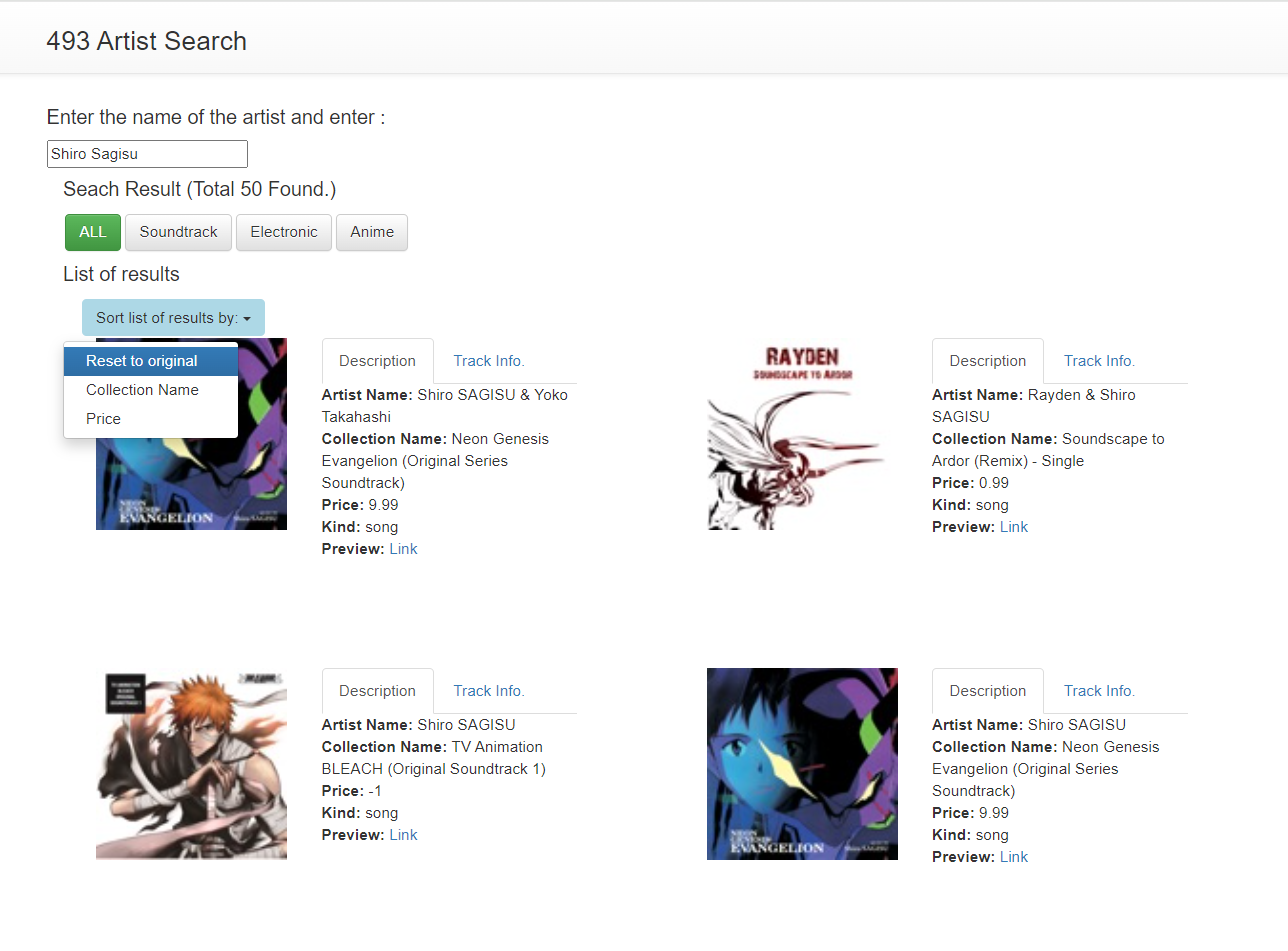 493 Artist Search
Enter the name of the artist and enter :
Shiro Sagisu
Seach Result (Total 50 Found.)
ALL
Soundtrack
Electronic
Anime
List of results
Sort list of results by:
Reset to original
Collection Name
Price
NEON
GENESIS
EVANGELION
Shiro SAGISU
Description
Track Info.
Artist Name: Shiro SAGISU & Yoko
Takahashi
Collection Name: Neon Genesis
Evangelion (Original Series
Soundtrack)
Price: 9.99
Kind: song
Preview: Link
RAYDEN
SOUNDSCAPE TO ARDOR
Description
Track Info.
Artist Name: Rayden & Shiro
SAGISU
Collection Name: Soundscape to
Ardor (Remix) - Single
Price: 0.99
Kind: song
Preview: Link
Description
Track Info.
Artist Name: Shiro SAGISU
Collection Name: TV Animation
BLEACH (Original Soundtrack 1)
Price: -1
Kind: song
Preview: Link
NEON
GENESIS
EVANGELION
Shiro SAGISU
Description
Track Info.
Artist Name: Shiro SAGISU
Collection Name: Neon Genesis
Evangelion (Original Series
Soundtrack)
Price: 9.99
Kind: song
Preview: Link